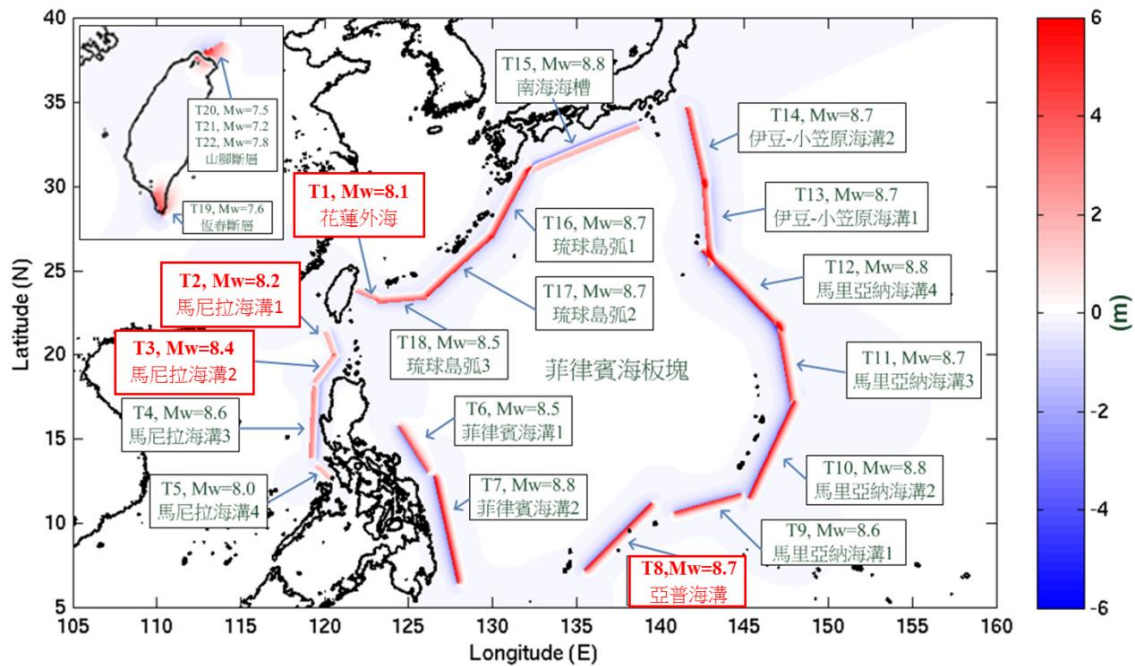 T20, Mw=7.5
T21, Mw=7.2
T22, Mw=7.8
山腳斷層
T19, Mw=7.6
恆春斷層
T1, Mw=8.1
花蓮外海
T2, Mw=8.2
馬尼拉海溝1
T3, Mw=8.4
馬尼拉海溝2
T4, Mw=8.6
馬尼拉海溝3
T5, Mw=8.0
馬尼拉海溝4
T15, Mw=8.8
南海海槽
T16, Mw=8.7
琉球島弧1
T17, Mw=8.7
琉球島弧2
T18, Mw=8.5
琉球島弧3
菲律賓海板塊
T6, Mw=8.5
菲律賓海溝1
T7, Mw=8.8
菲律賓海溝2
T14, Mw=8.7
伊豆-小笠原海溝2
T13, Mw=8.7
伊豆-小笠原海溝1
T12, Mw=8.8
馬里亞納海溝4
T11, Mw=8.7
馬里亞納海溝3
T10, Mw=8.8
馬里亞納海溝2
T9, Mw=8.6
馬里亞納海溝1
T8,Mw=8.7
亞普海溝
40
35
30
25
20
15
10
5
Latitude (N)
105
110
115
120
125
130
135
140
145
150
155
160
Longitude (E)
6
4
2
0
-2
-4
-6
(m)